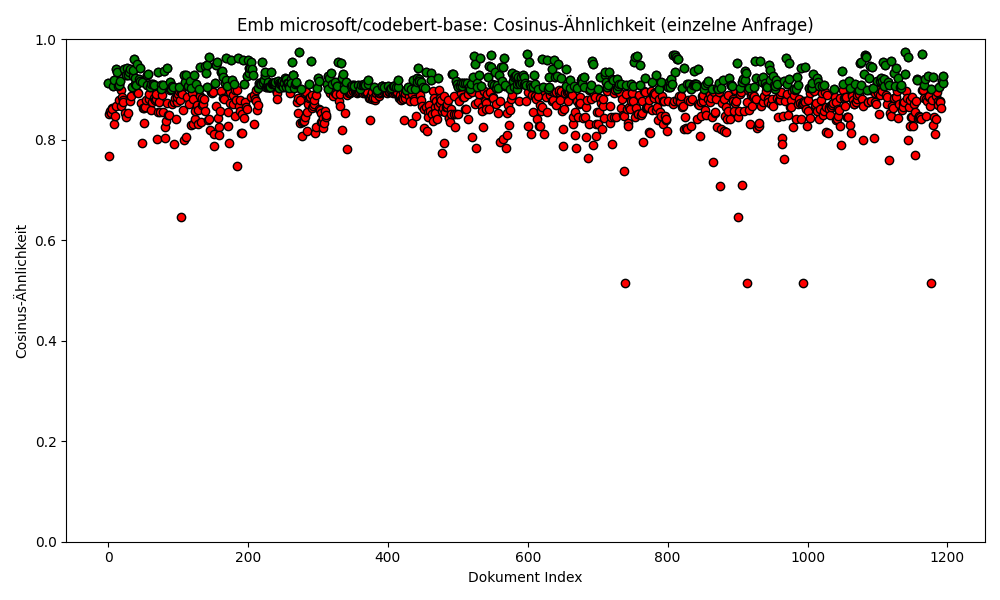 Emb microsoft/codebert-base: Cosinus-Ähnlichkeit (einzelne Anfrage)
1.0
0.8
0.6
0.4
0.2
0.0
Cosinus-Ähnlichkeit
0 200 400 600 800 1000 1200
Dokument Index